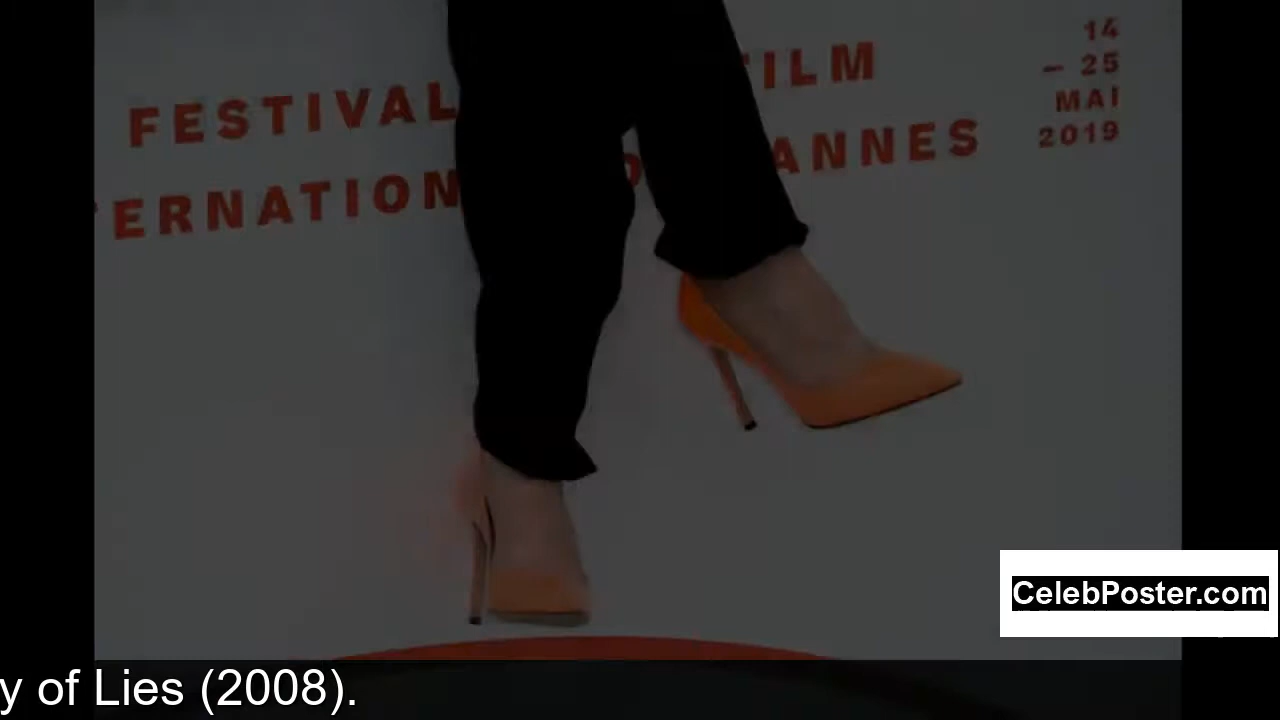 FESTIVAL FILM
ERNATION ANNES
14
– 25
MAI
2019
CelebPoster.com
y of Lies (2008).